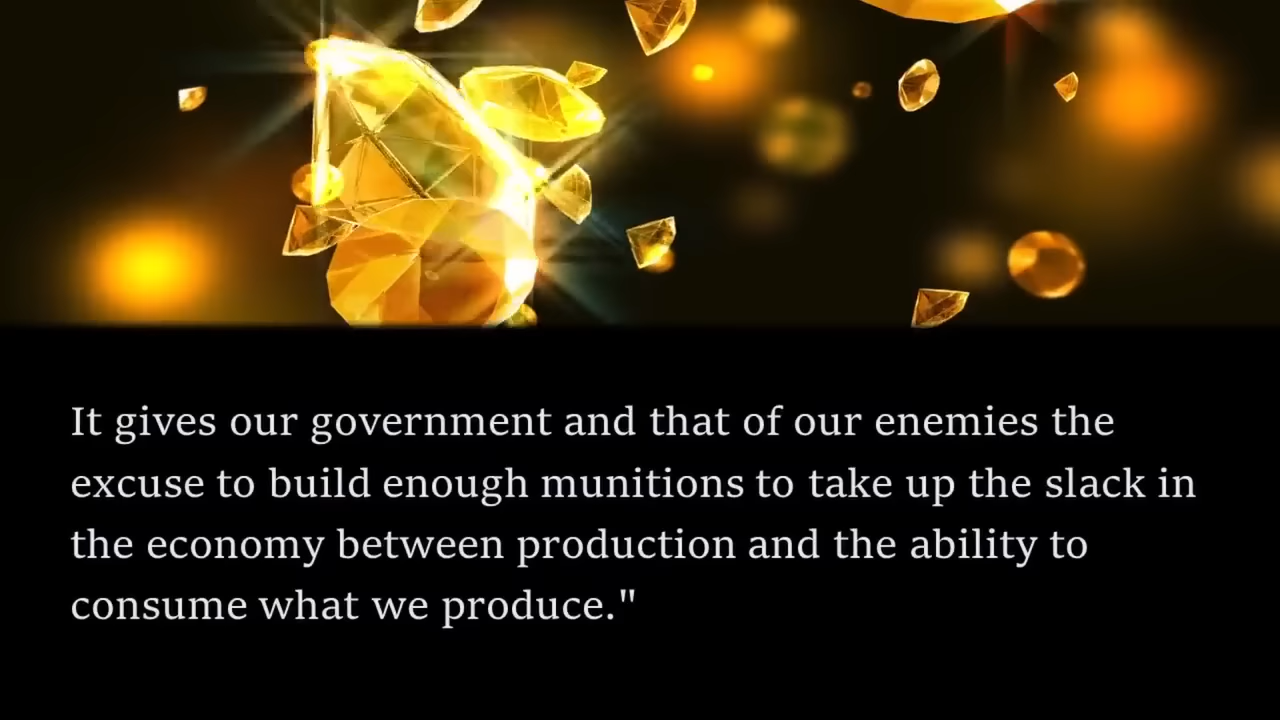 It gives our government and that of our enemies the
excuse to build enough munitions to take up the slack in
the economy between production and the ability to
consume what we produce."